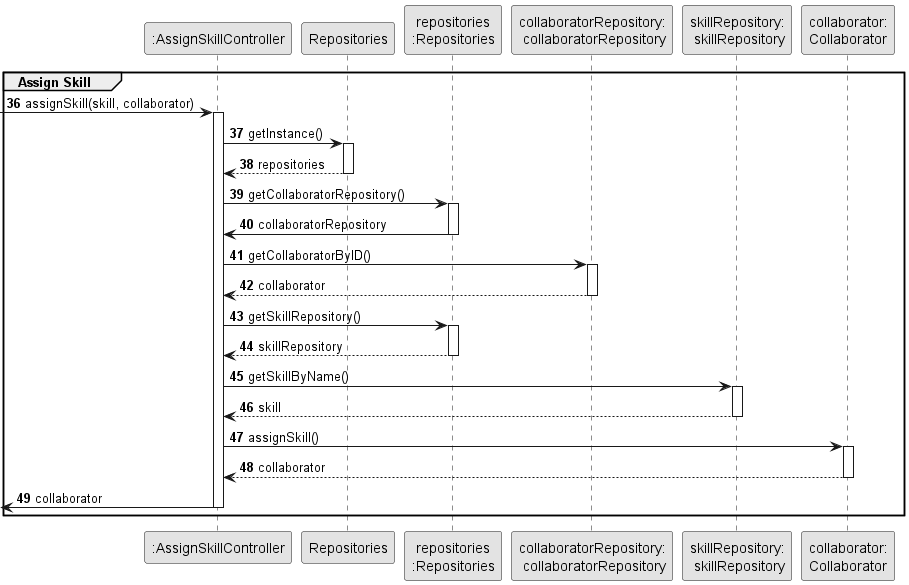 :AssignSkillController
Repositories
repositories
:Repositories
collaboratorRepository:
collaboratorRepository
skillRepository:
skillRepository
collaborator:
Collaborator
Assign Skill
36 assignSkill(skill, collaborator)
37 getInstance()
38 repositories
39 getCollaboratorRepository()
40 collaboratorRepository
41 getCollaboratorByID()
42 collaborator
43 getSkillRepository()
44 skillRepository
45 getSkillByName()
46 skill
47 assignSkill()
48 collaborator
49 collaborator
:AssignSkillController
Repositories
repositories
:Repositories
collaboratorRepository:
collaboratorRepository
skillRepository:
skillRepository
collaborator:
Collaborator